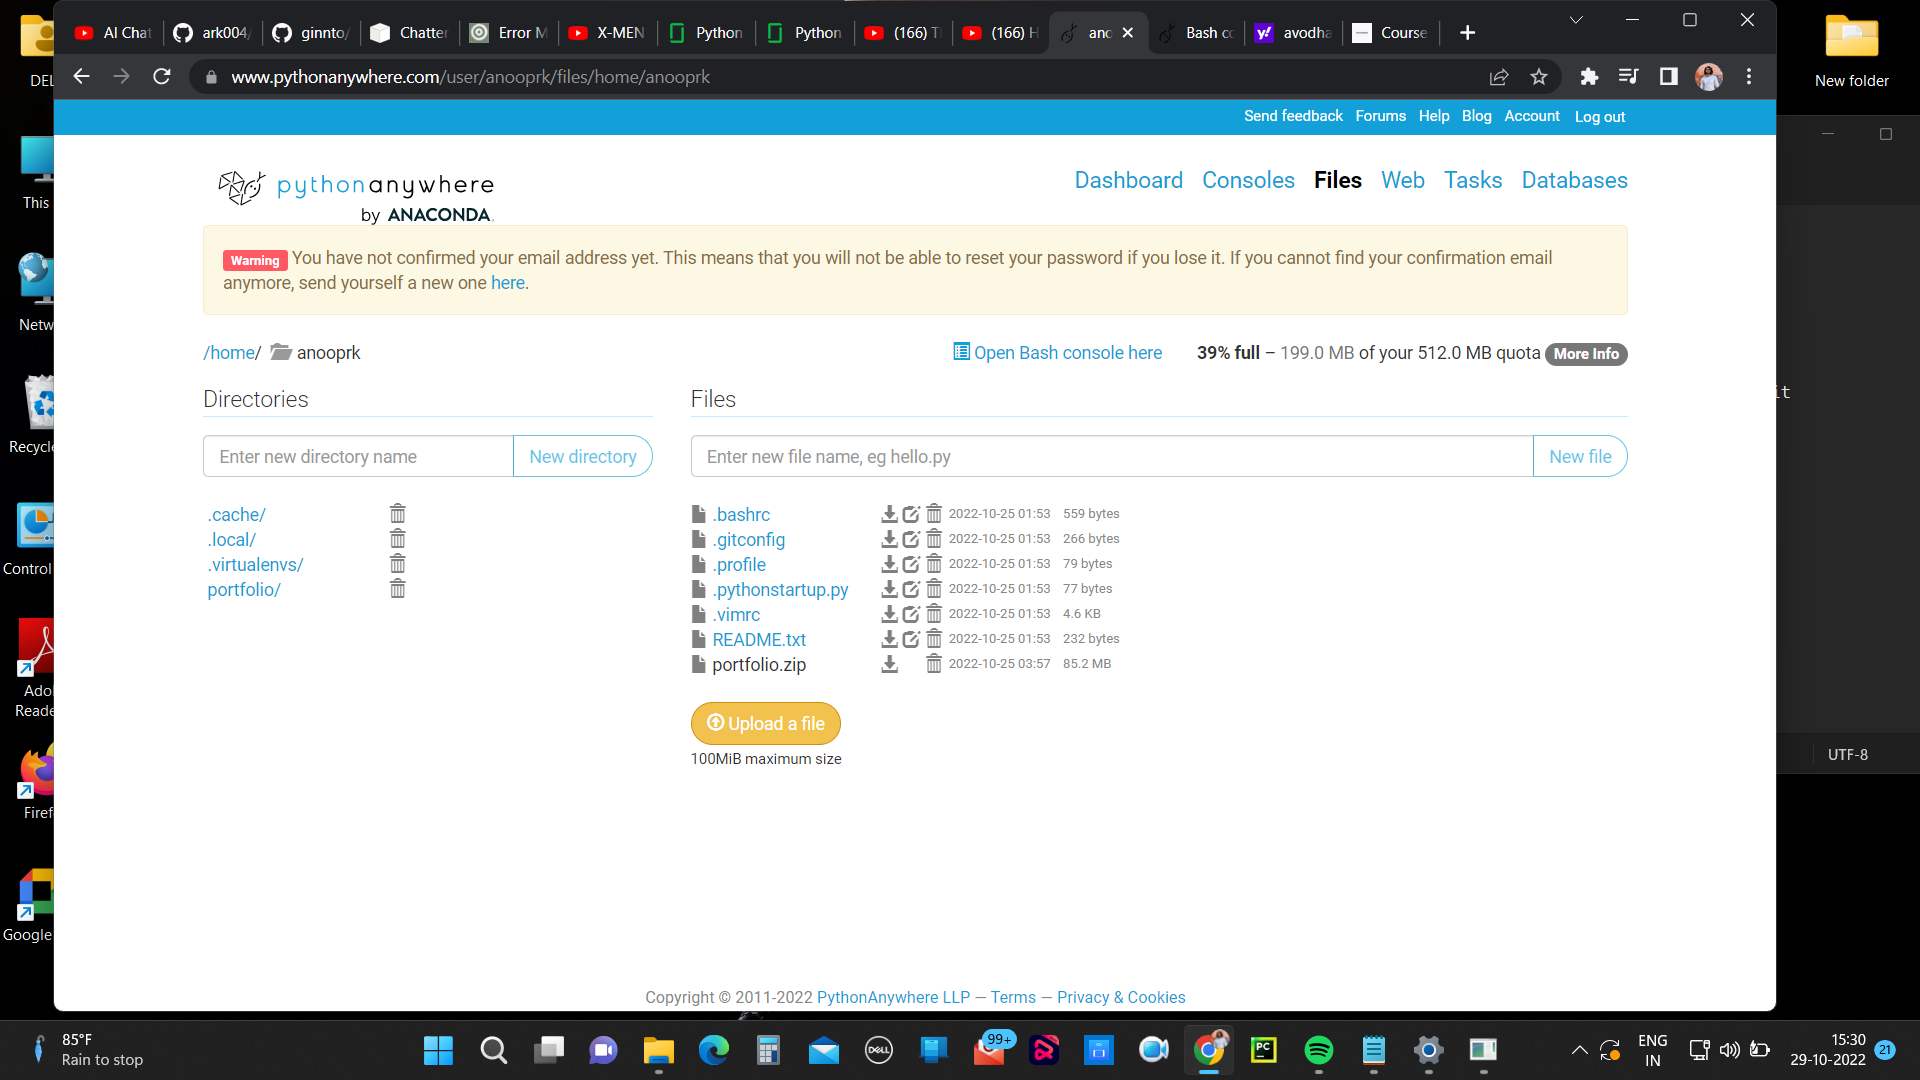 AI Chat
ark004/
ginnto/
Chatter
Error M
X-MEN
Python
Python
(166) T
(166) H
ano
Bash co
avodha
Course
www.pythonanywhere.com/user/anooprk/files/home/anooprk
New folder
Send feedback Forums Help Blog Account Log out
pythonanywhere
by ANACONDA.
Dashboard Consoles Files Web Tasks Databases
Warning You have not confirmed your email address yet. This means that you will not be able to reset your password if you lose it. If you cannot find your confirmation email
anymore, send yourself a new one here.
/home/ anooprk
Open Bash console here 39% full – 199.0 MB of your 512.0 MB quota More Info
Directories
Enter new directory name New directory
.cache/
.local/
.virtualenvs/
portfolio/
Files
Enter new file name, eg hello.py New file
.bashrc 2022-10-25 01:53 559 bytes
.gitconfig 2022-10-25 01:53 266 bytes
.profile 2022-10-25 01:53 79 bytes
.pythonstartup.py 2022-10-25 01:53 77 bytes
.vimrc 2022-10-25 01:53 4.6 KB
README.txt 2022-10-25 01:53 232 bytes
portfolio.zip 2022-10-25 03:57 85.2 MB
Upload a file
100MiB maximum size
Copyright © 2011-2022 PythonAnywhere LLP — Terms — Privacy & Cookies
DEL
This
Netw
Recycle
Control
Ado
Reade
Firef
Google
it
UTF-8
85°F
Rain to stop
DELL
99+
PC
ENG
IN
15:30
29-10-2022
21